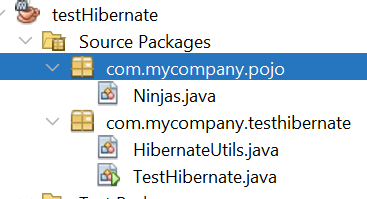 testHibernate
Source Packages
com.mycompany.pojo
Ninjas.java
com.mycompany.testhibernate
HibernateUtils.java
TestHibernate.java